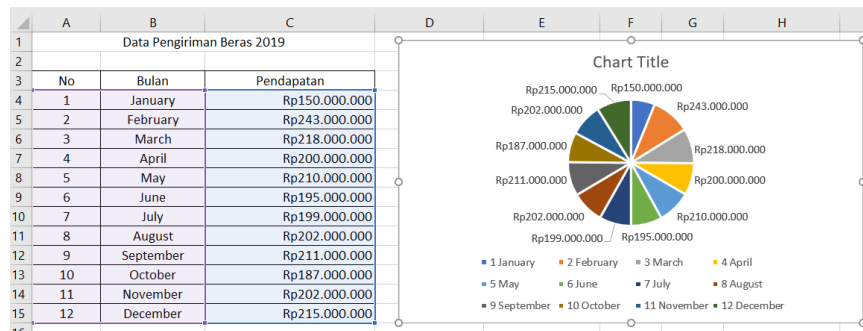 A B C D E F G H
1 Data Pengiriman Beras 2019
2
3 No Bulan Pendapatan
4 1 January Rp150.000.000
5 2 February Rp243.000.000
6 3 March Rp218.000.000
7 4 April Rp200.000.000
8 5 May Rp210.000.000
9 6 June Rp195.000.000
10 7 July Rp199.000.000
11 8 August Rp202.000.000
12 9 September Rp211.000.000
13 10 October Rp187.000.000
14 11 November Rp202.000.000
15 12 December Rp215.000.000
16
Chart Title
Rp215.000.000 Rp150.000.000
Rp202.000.000 Rp243.000.000
Rp187.000.000 Rp218.000.000
Rp211.000.000 Rp200.000.000
Rp202.000.000 Rp210.000.000
Rp199.000.000 Rp195.000.000
1 January 2 February 3 March 4 April
5 May 6 June 7 July 8 August
9 September 10 October 11 November 12 December